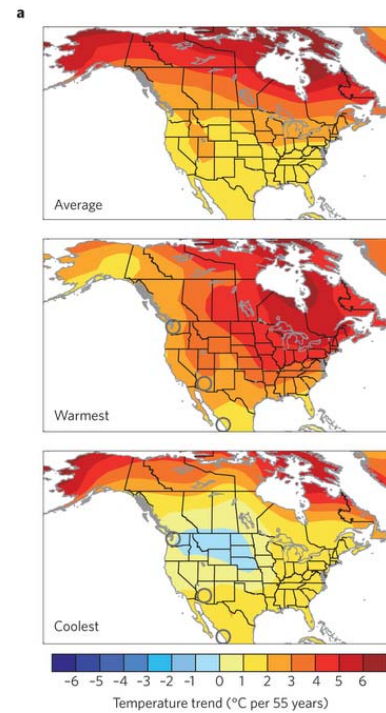 a
Average
Warmest
Coolest
-6 -5 -4 -3 -2 -1 0 1 2 3 4 5 6
Temperature trend (°C per 55 years)